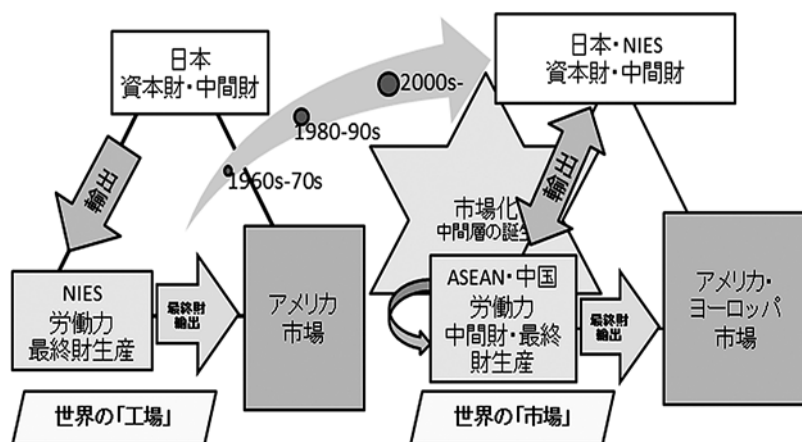 日本
資本財・中間財
輸出
NIES
労働力
最終財生産
最終財
輸出
アメリカ
市場
世界の「工場」
1960s-70s
1980-90s
2000s-
日本・NIES
資本財・中間財
輸出
市場化
中間層の誕生
ASEAN・中国
労働力
中間財・最終
財生産
最終財
輸出
アメリカ・
ヨーロッパ
市場
世界の「市場」